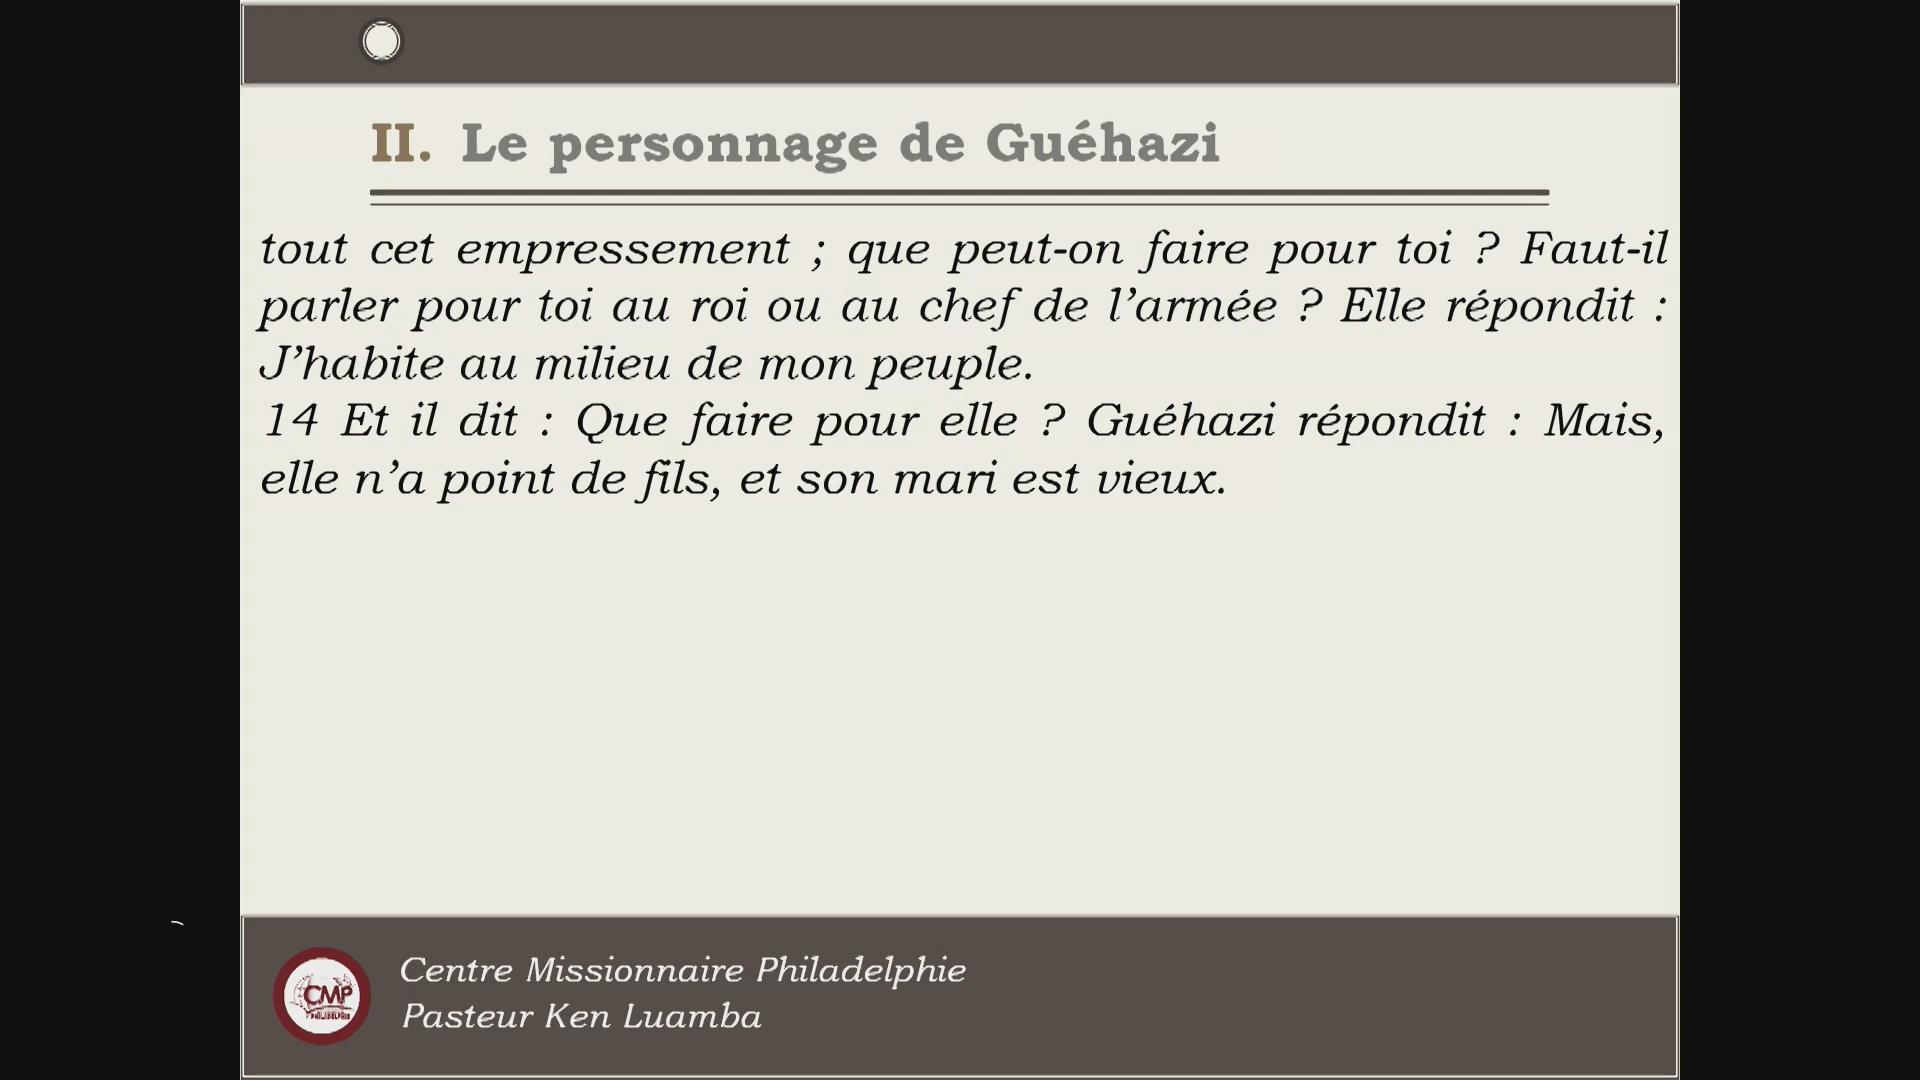 II. Le personnage de Guéhazi
tout cet empressement ; que peut-on faire pour toi ? Faut-il
parler pour toi au roi ou au chef de l’armée ? Elle répondit :
J’habite au milieu de mon peuple.
14 Et il dit : Que faire pour elle ? Guéhazi répondit : Mais,
elle n’a point de fils, et son mari est vieux.
CMP
PHILADELPHIE
Centre Missionnaire Philadelphie
Pasteur Ken Luamba